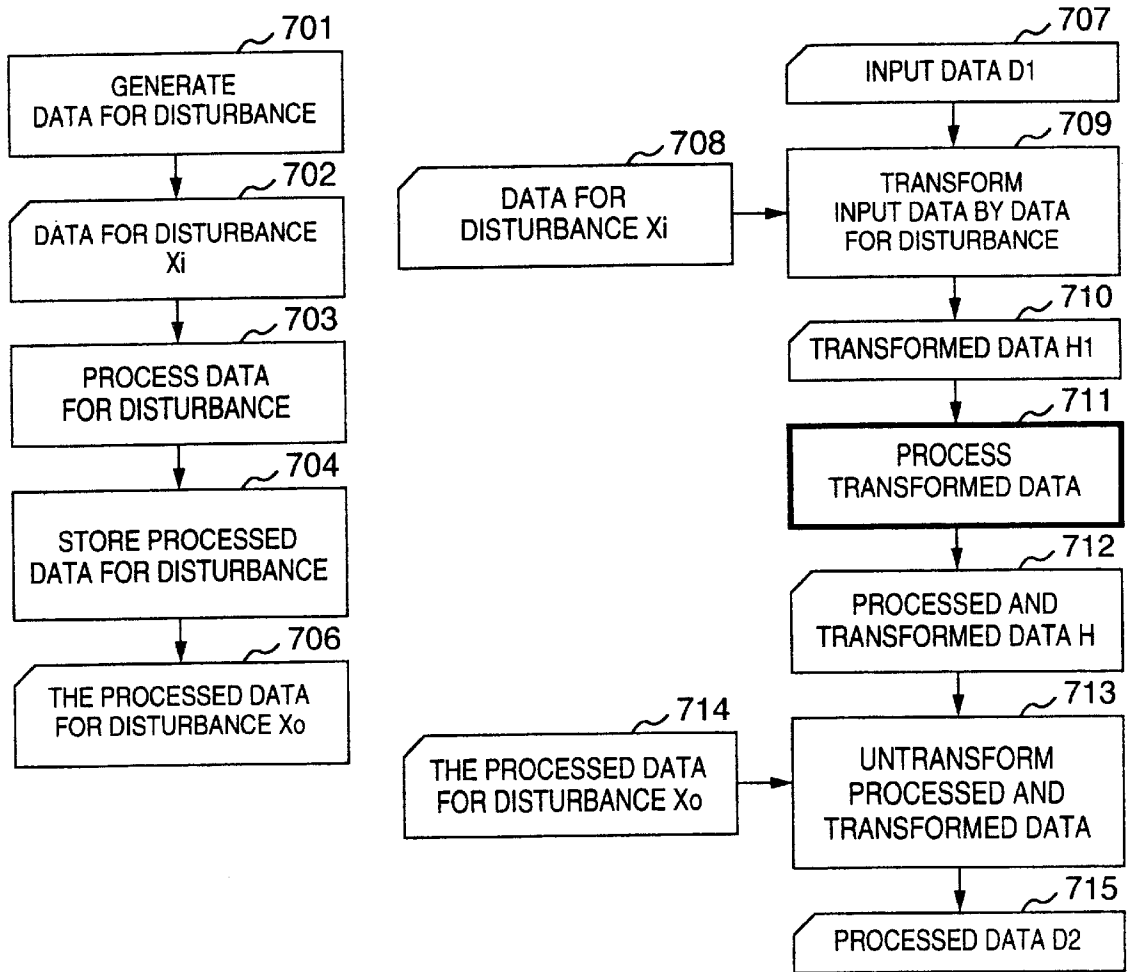 701
GENERATE
DATA FOR DISTURBANCE
702
DATA FOR DISTURBANCE
Xi
703
PROCESS DATA
FOR DISTURBANCE
704
STORE PROCESSED
DATA FOR DISTURBANCE
706
THE PROCESSED DATA
FOR DISTURBANCE Xo
707
INPUT DATA D1
708
DATA FOR
DISTURBANCE Xi
709
TRANSFORM
INPUT DATA BY DATA
FOR DISTURBANCE
710
TRANSFORMED DATA H1
711
PROCESS
TRANSFORMED DATA
712
PROCESSED AND
TRANSFORMED DATA H
714
THE PROCESSED DATA
FOR DISTURBANCE Xo
713
UNTRANSFORM
PROCESSED AND
TRANSFORMED DATA
715
PROCESSED DATA D2